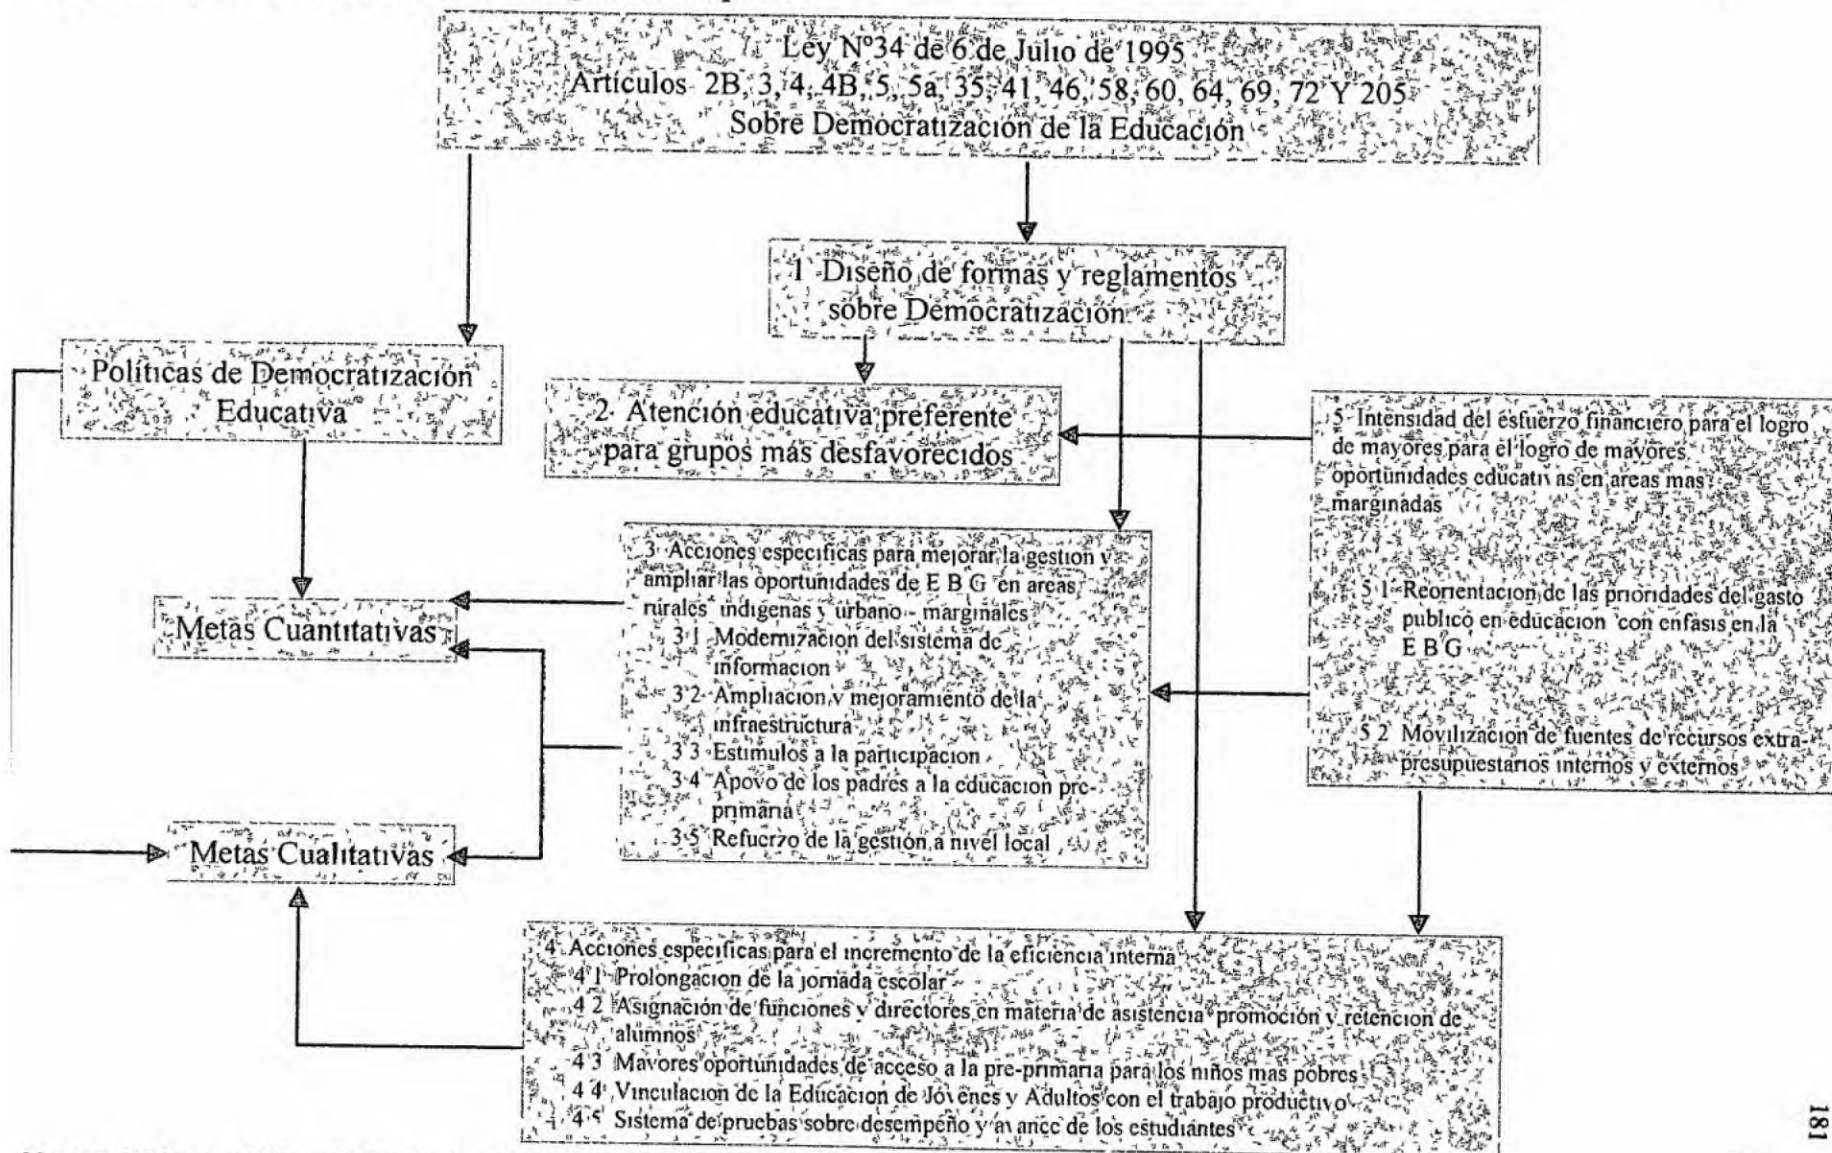 Ley Nº34 de 6 de Julio de 1995
Artículos 2B, 3, 4, 4B, 5, 5a, 35, 41, 46, 58, 60, 64, 69, 72 Y 205
Sobre Democratización de la Educación
1 Diseño de formas y reglamentos
sobre Democratización
Políticas de Democratización
Educativa
2 Atención educativa preferente
para grupos más desfavorecidos
5 Intensidad del esfuerzo financiero para el logro
de mayores para el logro de mayores
oportunidades educativas en areas mas
marginadas
5 1 Reorientacion de las prioridades del gasto
publico en educacion con enfasis en la
E B G
5 2 Movilizacion de fuentes de recursos extra-
presupuestarios internos y externos
3 Acciones especificas para mejorar la gestion y
ampliar las oportunidades de E B G en areas
rurales indigenas y urbano - marginales
3 1 Modernizacion del sistema de
informacion
3 2 Ampliacion y mejoramiento de la
infraestructura
3 3 Estimulos a la participacion
3 4 Apoyo de los padres a la educacion pre-
primaria
3 5 Refuerzo de la gestión a nivel local
Metas Cuantitativas
Metas Cualitativas
4 Acciones especificas para el incremento de la eficiencia interna
4 1 Prolongacion de la jornada escolar
4 2 Asignación de funciones y directores en materia de asistencia promoción y retencion de
alumnos
4 3 Mayores oportunidades de acceso a la pre-primaria para los niños mas pobres
4 4 Vinculacion de la Educacion de Jóvenes y Adultos con el trabajo productivo
4 5 Sistema de pruebas sobre desempeño y avance de los estudiantes
181